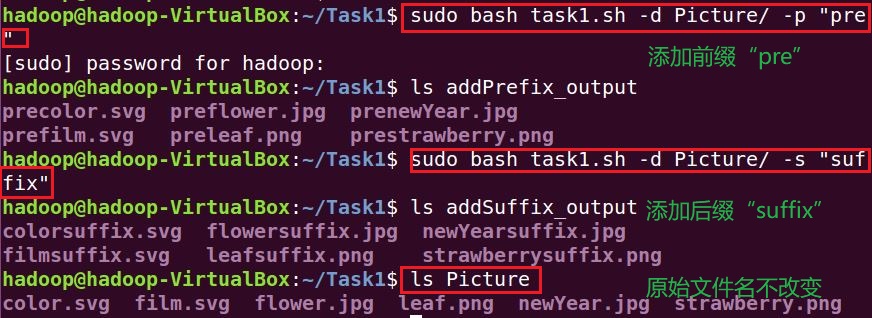 hadoop@hadoop-VirtualBox:~/Task1$ sudo bash task1.sh -d Picture/ -p "pre
"
[sudo] password for hadoop:
添加前缀“pre”
hadoop@hadoop-VirtualBox:~/Task1$ ls addPrefix_output
precolor.svg  preflower.jpg  prenewYear.jpg
prefilm.svg  preleaf.png  prestrawberry.png
hadoop@hadoop-VirtualBox:~/Task1$ sudo bash task1.sh -d Picture/ -s "suf
fix"
hadoop@hadoop-VirtualBox:~/Task1$ ls addSuffix_output
添加后缀“suffix”
colorsuffix.svg  flowersuffix.jpg  newYearsuffix.jpg
filmsuffix.svg  leafsuffix.png  strawberrysuffix.png
hadoop@hadoop-VirtualBox:~/Task1$ ls Picture
原始文件名不改变
color.svg  film.svg  flower.jpg  leaf.png  newYear.jpg  strawberry.png